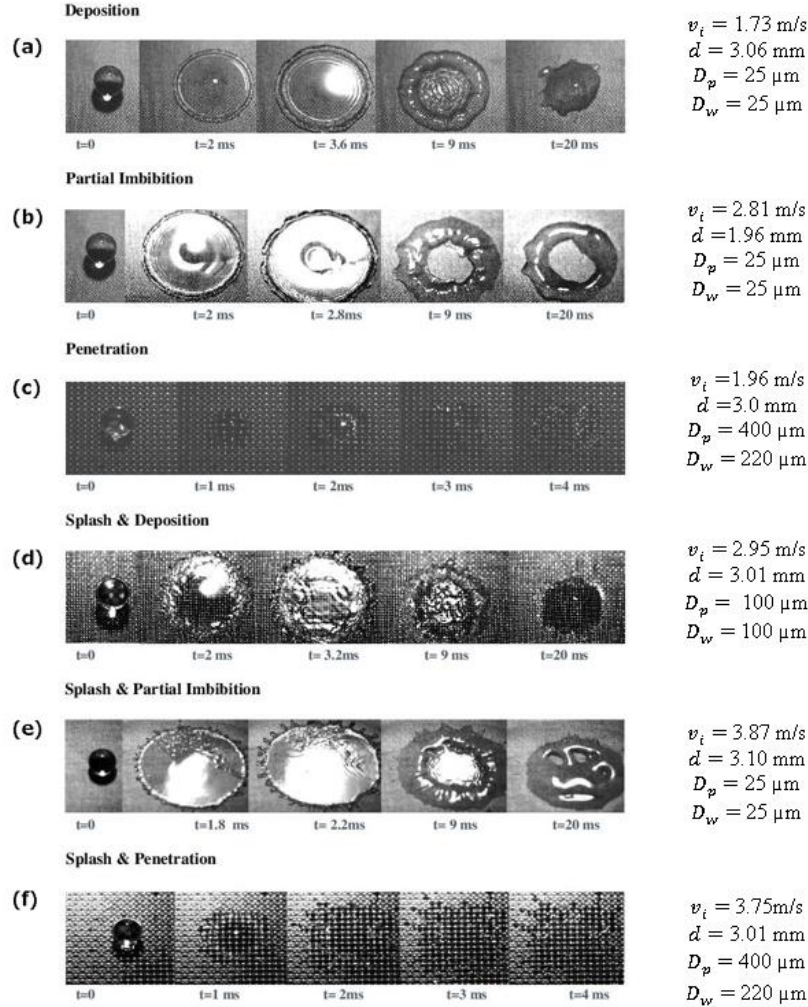 Deposition
(a)
t=0 t=2 ms t= 3.6 ms t= 9 ms t=20 ms
v_i = 1.73 m/s
d = 3.06 mm
D_p = 25 μm
D_w = 25 μm
Partial Imbibition
(b)
t=0 t=2 ms t= 2.8ms t=9 ms t=20 ms
v_i = 2.81 m/s
d =1.96 mm
D_p = 25 μm
D_w = 25 μm
Penetration
(c)
t=0 t=1 ms t= 2ms t=3 ms t=4 ms
v_i =1.96 m/s
d =3.0 mm
D_p = 400 μm
D_w = 220 μm
Splash & Deposition
(d)
t=0 t=2 ms t= 3.2ms t= 9 ms t=20 ms
v_i = 2.95 m/s
d = 3.01 mm
D_p = 100 μm
D_w = 100 μm
Splash & Partial Imbibition
(e)
t=0 t=1.8 ms t= 2.2ms t=9 ms t=20 ms
v_i = 3.87 m/s
d = 3.10 mm
D_p = 25 μm
D_w = 25 μm
Splash & Penetration
(f)
t=0 t=1 ms t= 2ms t=3 ms t=4 ms
v_i = 3.75m/s
d = 3.01 mm
D_p = 400 μm
D_w = 220 μm